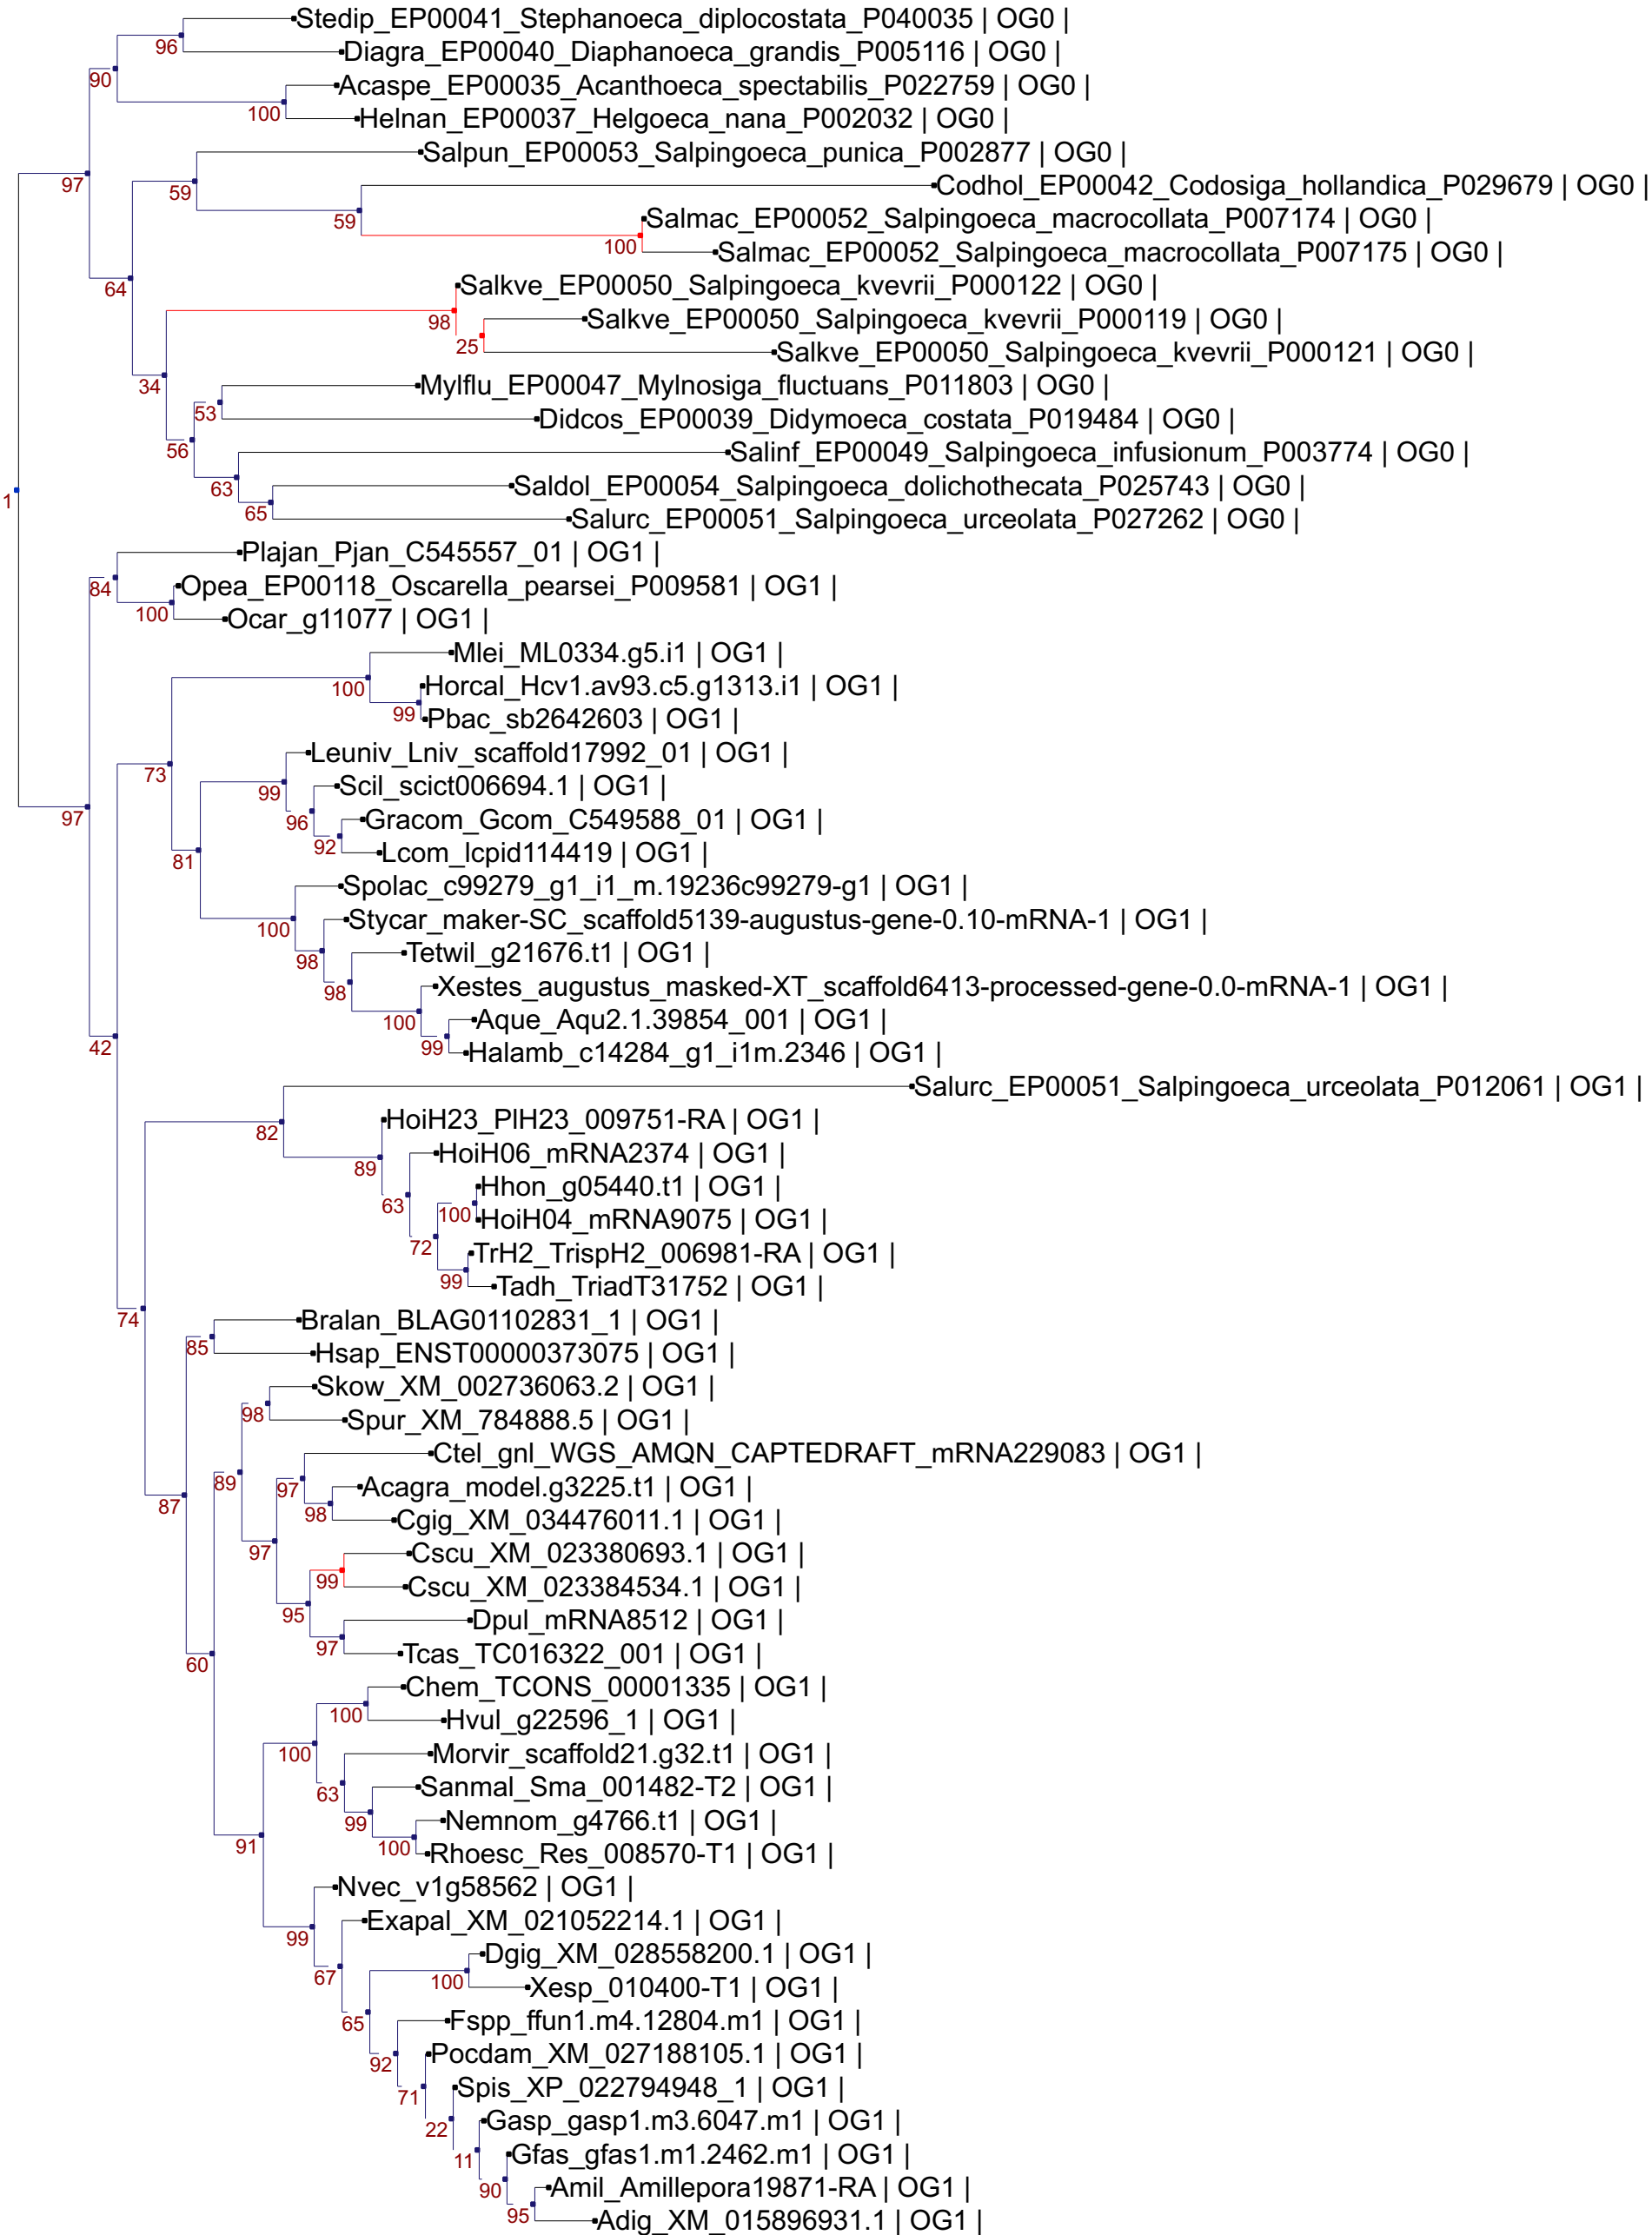 Stedip_EP00041_Stephanoeca_diplocostata_P040035 | OG0 |
96
Diagra_EP00040_Diaphanoeca_grandis_P005116 | OG0 |
90
Acaspe_EP00035_Acanthoeca_spectabilis_P022759 | OG0 |
100
Helnan_EP00037_Helgoeca_nana_P002032 | OG0 |
Salpun_EP00053_Salpingoeca_punica_P002877 | OG0 |
97
59
Codhol_EP00042_Codosiga_hollandica_P029679 | OG0 |
59
Salmac_EP00052_Salpingoeca_macrocollata_P007174 | OG0 |
100
Salmac_EP00052_Salpingoeca_macrocollata_P007175 | OG0 |
64
Salkve_EP00050_Salpingoeca_kvevrii_P000122 | OG0 |
98
Salkve_EP00050_Salpingoeca_kvevrii_P000119 | OG0 |
25
Salkve_EP00050_Salpingoeca_kvevrii_P000121 | OG0 |
34
Mylflu_EP00047_Mylnosiga_fluctuans_P011803 | OG0 |
53
Didcos_EP00039_Didymoeca_costata_P019484 | OG0 |
56
Salinf_EP00049_Salpingoeca_infusionum_P003774 | OG0 |
63
Saldol_EP00054_Salpingoeca_dolichothecata_P025743 | OG0 |
65
Salurc_EP00051_Salpingoeca_urceolata_P027262 | OG0 |
1
Plajan_Pjan_C545557_01 | OG1 |
84
Opea_EP00118_Oscarella_pearsei_P009581 | OG1 |
100
Ocar_g11077 | OG1 |
Mlei_ML0334.g5.i1 | OG1 |
100
Horcal_Hcv1.av93.c5.g1313.i1 | OG1 |
99
Pbac_sb2642603 | OG1 |
Leuniv_Lniv_scaffold17992_01 | OG1 |
73
99
Scil_scict006694.1 | OG1 |
97
96
Gracom_Gcom_C549588_01 | OG1 |
92
Lcom_lcpid114419 | OG1 |
81
Spolac_c99279_g1_i1_m.19236c99279-g1 | OG1 |
100
Stycar_maker-SC_scaffold5139-augustus-gene-0.10-mRNA-1 | OG1 |
98
Tetwil_g21676.t1 | OG1 |
98
Xestes_augustus_masked-XT_scaffold6413-processed-gene-0.0-mRNA-1 | OG1 |
100
Aque_Aqu2.1.39854_001 | OG1 |
42
99
Halamb_c14284_g1_i1m.2346 | OG1 |
Salurc_EP00051_Salpingoeca_urceolata_P012061 | OG1 |
82
HoiH23_PlH23_009751-RA | OG1 |
89
HoiH06_mRNA2374 | OG1 |
63
Hhon_g05440.t1 | OG1 |
100
HoiH04_mRNA9075 | OG1 |
72
TrH2_TrispH2_006981-RA | OG1 |
99
Tadh_TriadT31752 | OG1 |
74
Bralan_BLAG01102831_1 | OG1 |
85
Hsap_ENST00000373075 | OG1 |
Skow_XM_002736063.2 | OG1 |
98
Spur_XM_784888.5 | OG1 |
Ctel_gnl_WGS_AMQN_CAPTEDRAFT_mRNA229083 | OG1 |
89
97
Acagra_model.g3225.t1 | OG1 |
87
98
Cgig_XM_034476011.1 | OG1 |
97
Cscu_XM_023380693.1 | OG1 |
99
Cscu_XM_023384534.1 | OG1 |
95
Dpul_mRNA8512 | OG1 |
97
Tcas_TC016322_001 | OG1 |
60
Chem_TCONS_00001335 | OG1 |
100
Hvul_g22596_1 | OG1 |
100
Morvir_scaffold21.g32.t1 | OG1 |
63
Sanmal_Sma_001482-T2 | OG1 |
99
Nemnom_g4766.t1 | OG1 |
91
100
Rhoesc_Res_008570-T1 | OG1 |
Nvec_v1g58562 | OG1 |
99
Exapal_XM_021052214.1 | OG1 |
67
Dgig_XM_028558200.1 | OG1 |
100
Xesp_010400-T1 | OG1 |
65
Fspp_ffun1.m4.12804.m1 | OG1 |
92
Pocdam_XM_027188105.1 | OG1 |
71
Spis_XP_022794948_1 | OG1 |
22
Gasp_gasp1.m3.6047.m1 | OG1 |
11
Gfas_gfas1.m1.2462.m1 | OG1 |
90
Amil_Amillepora19871-RA | OG1 |
95
Adig_XM_015896931.1 | OG1 |